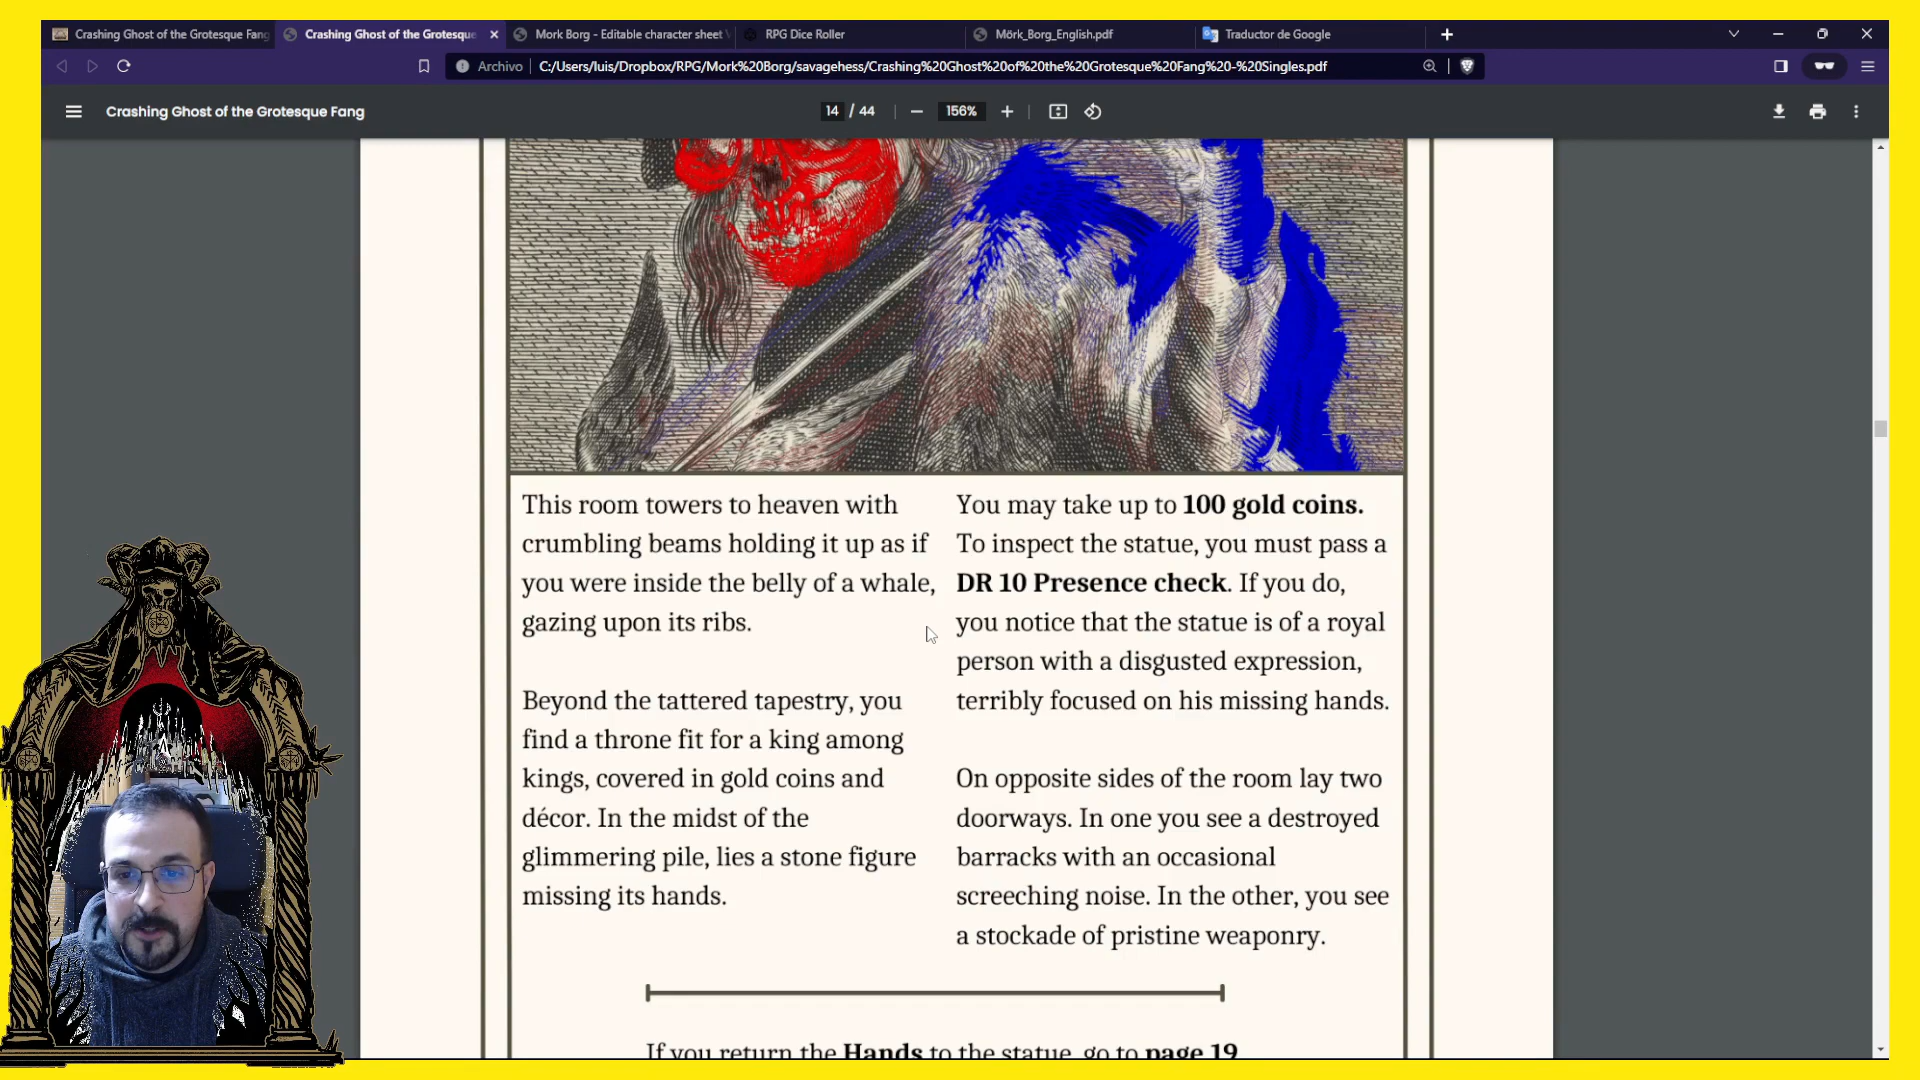 Crashing Ghost of the Grotesque Fang
Crashing Ghost of the Grotesque
Mork Borg - Editable character sheet
RPG Dice Roller
Mörk_Borg_English.pdf
Traductor de Google
Archivo
C:/Users/luis/Dropbox/RPG/Mork%20Borg/savagehess/Crashing%20Ghost%20of%20the%20Grotesque%20Fang%20-%20Singles.pdf
Crashing Ghost of the Grotesque Fang
14 / 44
156%
This room towers to heaven with
crumbling beams holding it up as if
you were inside the belly of a whale,
gazing upon its ribs.
Beyond the tattered tapestry, you
find a throne fit for a king among
kings, covered in gold coins and
décor. In the midst of the
glimmering pile, lies a stone figure
missing its hands.
You may take up to 100 gold coins.
To inspect the statue, you must pass a
DR 10 Presence check. If you do,
you notice that the statue is of a royal
person with a disgusted expression,
terribly focused on his missing hands.
On opposite sides of the room lay two
doorways. In one you see a destroyed
barracks with an occasional
screeching noise. In the other, you see
a stockade of pristine weaponry.
If you return the Hands to the statue, go to page 19